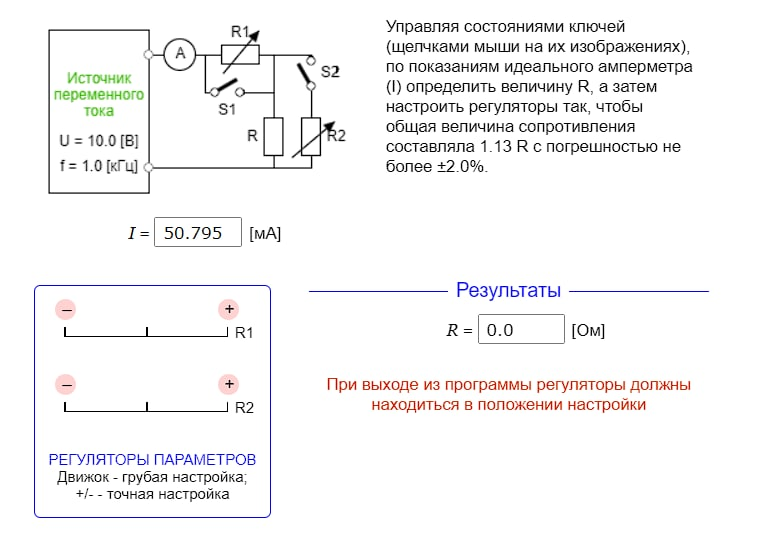 Источник
переменного
тока
U = 10.0 [В]
f = 1.0 [кГц]
A
R1
S1
S2
R
R2
Управляя состояниями ключей
(щелчками мыши на их изображениях),
по показаниям идеального амперметра
(I) определить величину R, а затем
настроить регуляторы так, чтобы
общая величина сопротивления
составляла 1.13 R с погрешностью не
более ±2.0%.
I = 50.795 [мА]
– +
R1
– +
R2
РЕГУЛЯТОРЫ ПАРАМЕТРОВ
Движок - грубая настройка;
+/- - точная настройка
Результаты
R = 0.0 [Ом]
При выходе из программы регуляторы должны
находиться в положении настройки